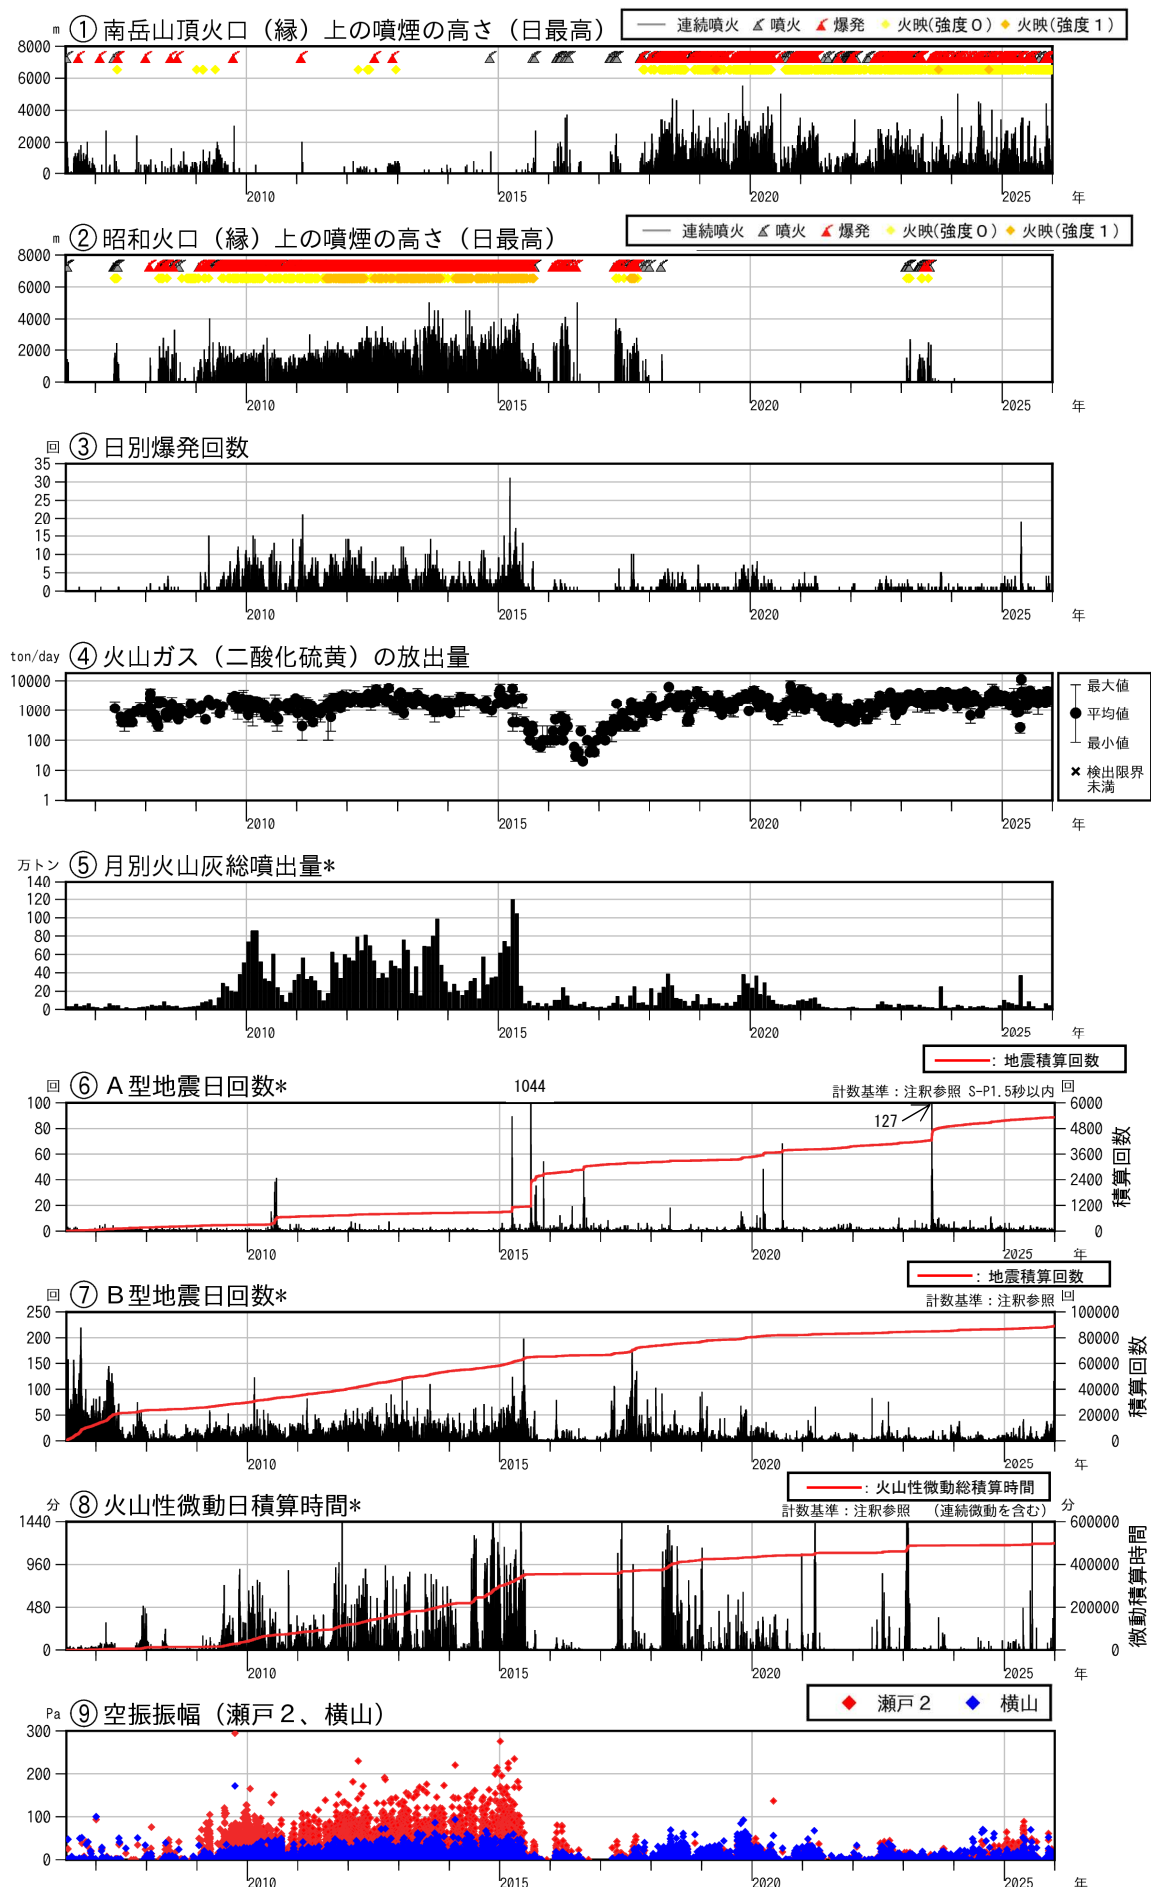 m ① 南岳山頂火口（縁）上の噴煙の高さ（日最高）
連続噴火 噴火 爆発 火映(強度０) 火映(強度１)
8000
6000
4000
2000
0
2010 2015 2020 2025 年
m ② 昭和火口（縁）上の噴煙の高さ（日最高）
連続噴火 噴火 爆発 火映(強度０) 火映(強度１)
8000
6000
4000
2000
0
2010 2015 2020 2025 年
回 ③ 日別爆発回数
35
30
25
20
15
10
5
0
2010 2015 2020 2025 年
ton/day ④ 火山ガス（二酸化硫黄）の放出量
10000
1000
100
10
1
最大値
平均値
最小値
検出限界
未満
2010 2015 2020 2025 年
万トン ⑤ 月別火山灰総噴出量*
140
120
100
80
60
40
20
0
2010 2015 2020 2025 年
：地震積算回数
回 ⑥ Ａ型地震日回数* 1044
計数基準：注釈参照 S-P1.5秒以内 回
100 6000
80 4800
60 3600
40 2400
20 1200
0 0
127
積算回数
2010 2015 2020 2025 年
：地震積算回数
回 ⑦ Ｂ型地震日回数*
計数基準：注釈参照 回
250 100000
200 80000
150 60000
100 40000
50 20000
0 0
積算回数
2010 2015 2020 2025 年
：火山性微動総積算時間
分 ⑧ 火山性微動日積算時間*
計数基準：注釈参照 （連続微動を含む） 分
1440 600000
960 400000
480 200000
0 0
微動積算時間
2010 2015 2020 2025 年
Pa ⑨ 空振振幅（瀬戸２、横山）
瀬戸２ 横山
300
200
100
0
2010 2015 2020 2025 年